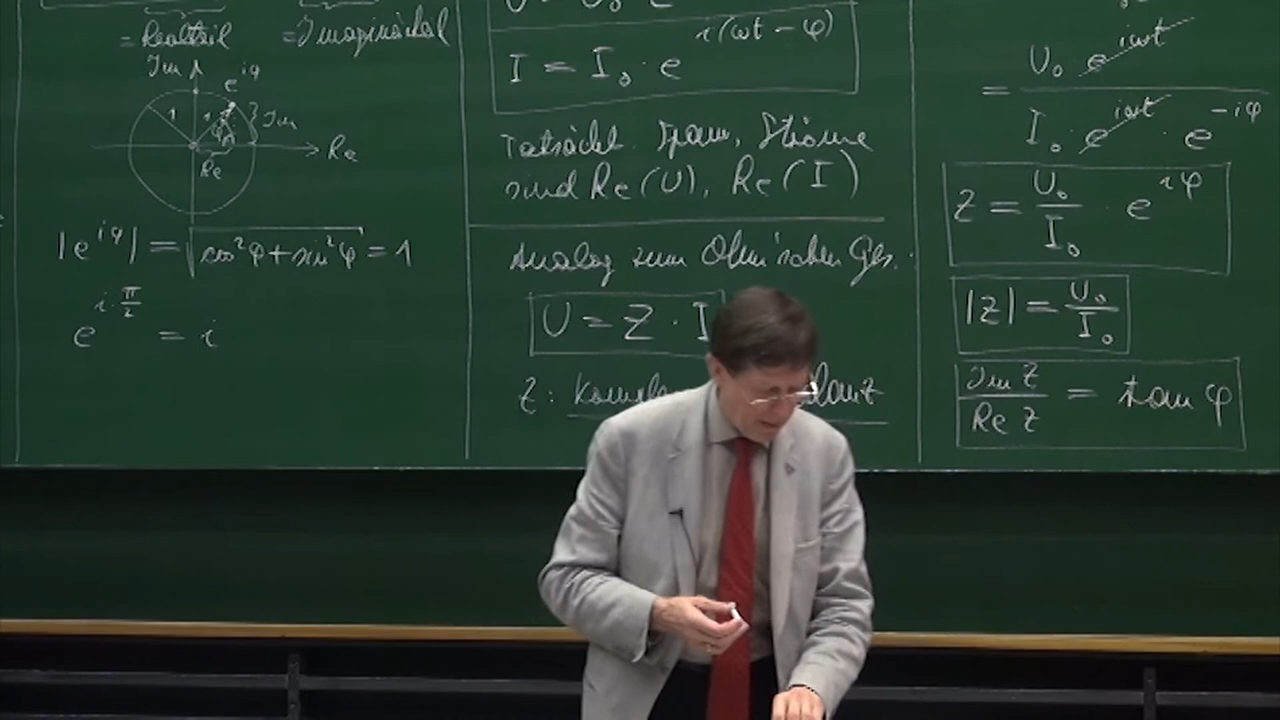 = Realteil = Imaginärteil
Im
e^{iφ}
1 1 φ } Im
Re
Re
|e^{iφ}| = √cos²φ + sin²φ = 1
e^{i·π/2} = i
I = I₀ · e^{i(ωt − φ)}
Tatsächl. Spann., Ströme
sind Re(U), Re(I)
Analog zum Ohm'schen Ges.
U = Z · I
Z:
= U₀ e^{iωt} / I₀ · e^{iωt} · e^{−iφ}
Z = U₀/I₀ · e^{iφ}
|Z| = U₀/I₀
Im Z / Re Z = tan φ